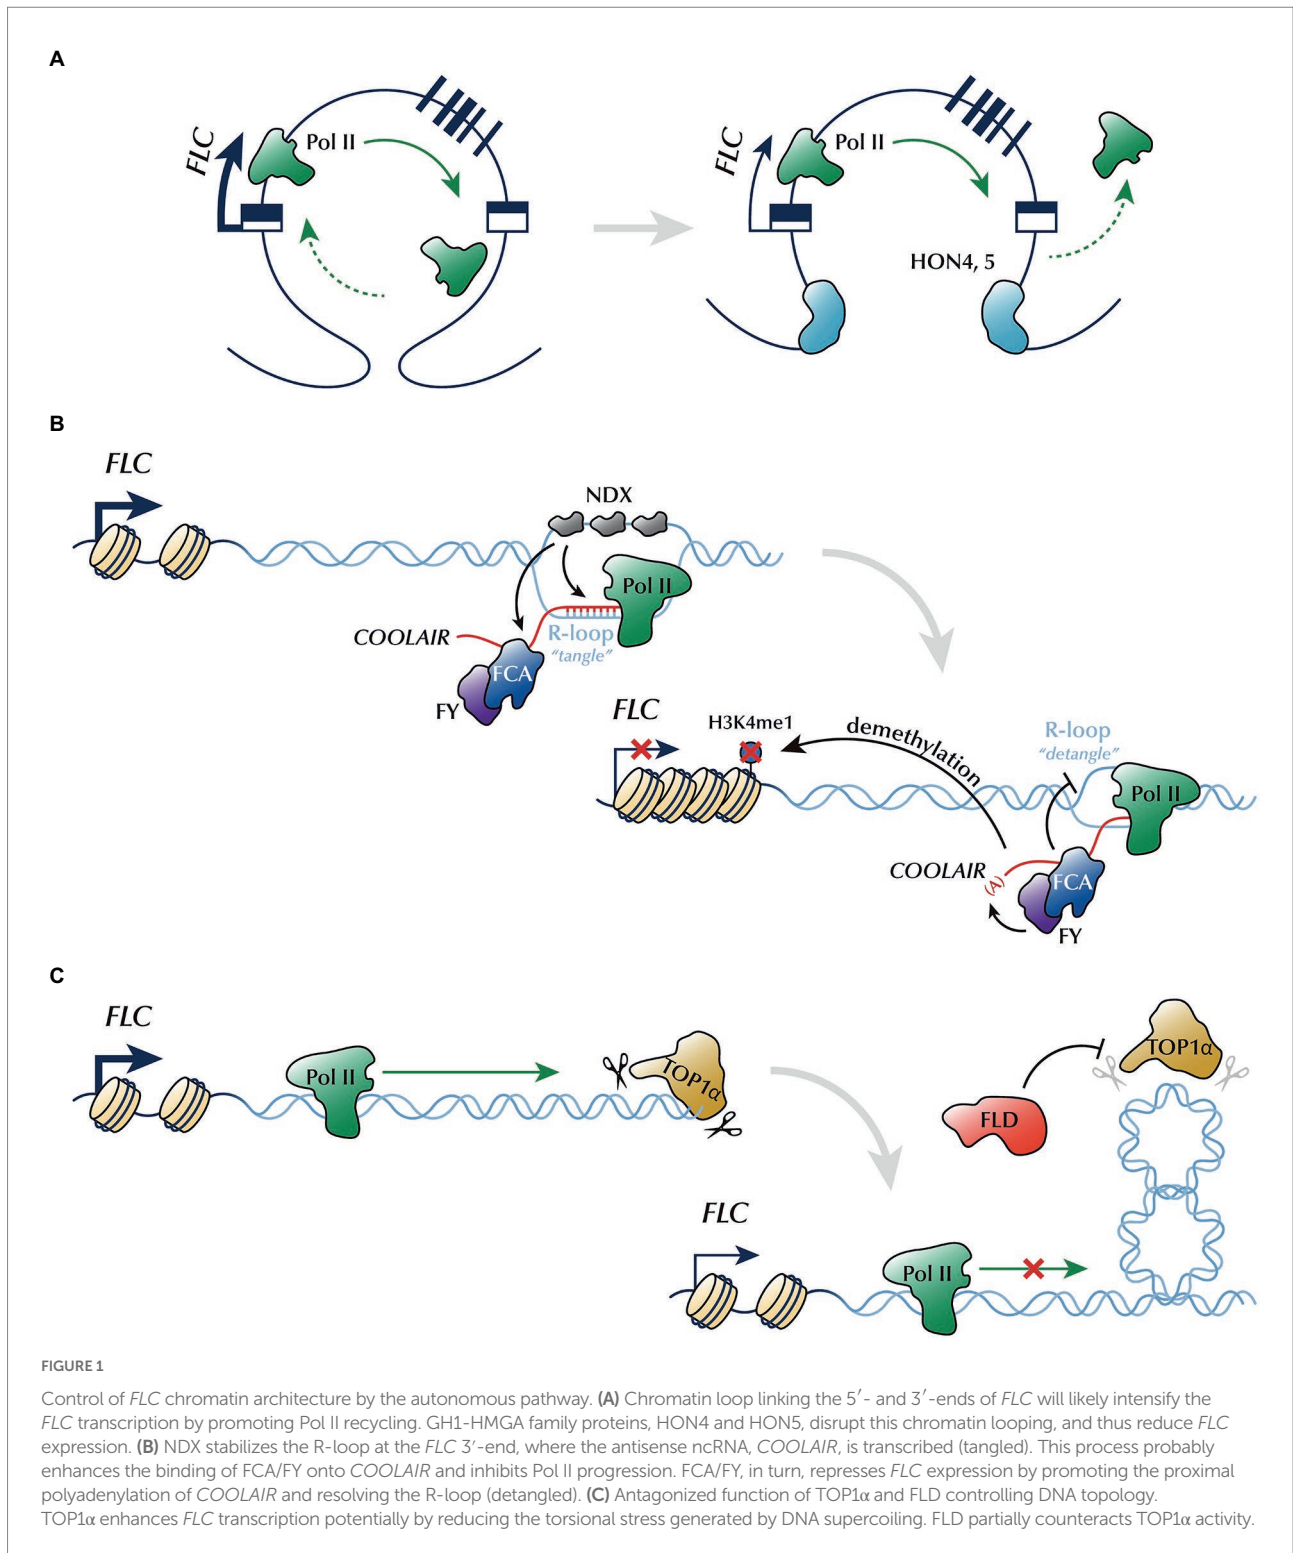 A
FLC
Pol II
FLC
Pol II
HON4, 5
B
FLC
NDX
Pol II
COOLAIR
R-loop
"tangle"
FCA
FY
FLC
H3K4me1
demethylation
R-loop
"detangle"
Pol II
COOLAIR
(A)
FCA
FY
C
FLC
Pol II
TOP1α
TOP1α
FLD
FLC
Pol II
FIGURE 1
Control of FLC chromatin architecture by the autonomous pathway. (A) Chromatin loop linking the 5′- and 3′-ends of FLC will likely intensify the
FLC transcription by promoting Pol II recycling. GH1-HMGA family proteins, HON4 and HON5, disrupt this chromatin looping, and thus reduce FLC
expression. (B) NDX stabilizes the R-loop at the FLC 3′-end, where the antisense ncRNA, COOLAIR, is transcribed (tangled). This process probably
enhances the binding of FCA/FY onto COOLAIR and inhibits Pol II progression. FCA/FY, in turn, represses FLC expression by promoting the proximal
polyadenylation of COOLAIR and resolving the R-loop (detangled). (C) Antagonized function of TOP1α and FLD controlling DNA topology.
TOP1α enhances FLC transcription potentially by reducing the torsional stress generated by DNA supercoiling. FLD partially counteracts TOP1α activity.